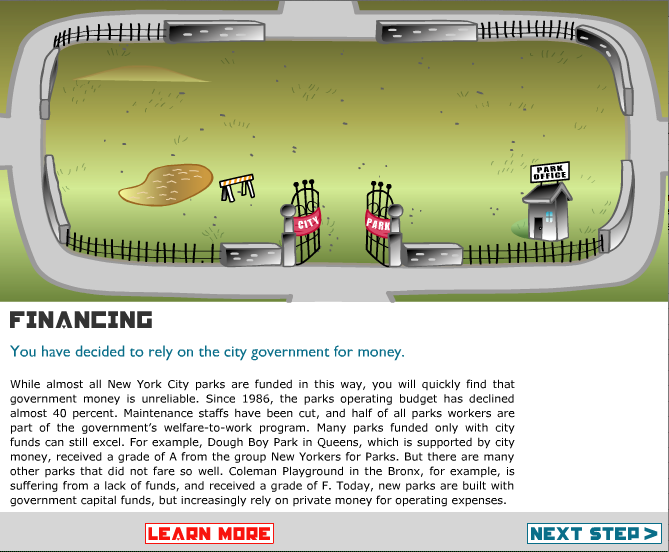 PARK
OFFICE
CITY
PARK
FINANCING
You have decided to rely on the city government for money.
While almost all New York City parks are funded in this way, you will quickly find that
government money is unreliable. Since 1986, the parks operating budget has declined
almost 40 percent. Maintenance staffs have been cut, and half of all parks workers are
part of the government's welfare-to-work program. Many parks funded only with city
funds can still excel. For example, Dough Boy Park in Queens, which is supported by city
money, received a grade of A from the group New Yorkers for Parks. But there are many
other parks that did not fare so well. Coleman Playground in the Bronx, for example, is
suffering from a lack of funds, and received a grade of F. Today, new parks are built with
government capital funds, but increasingly rely on private money for operating expenses.
LEARN MORE
NEXT STEP >